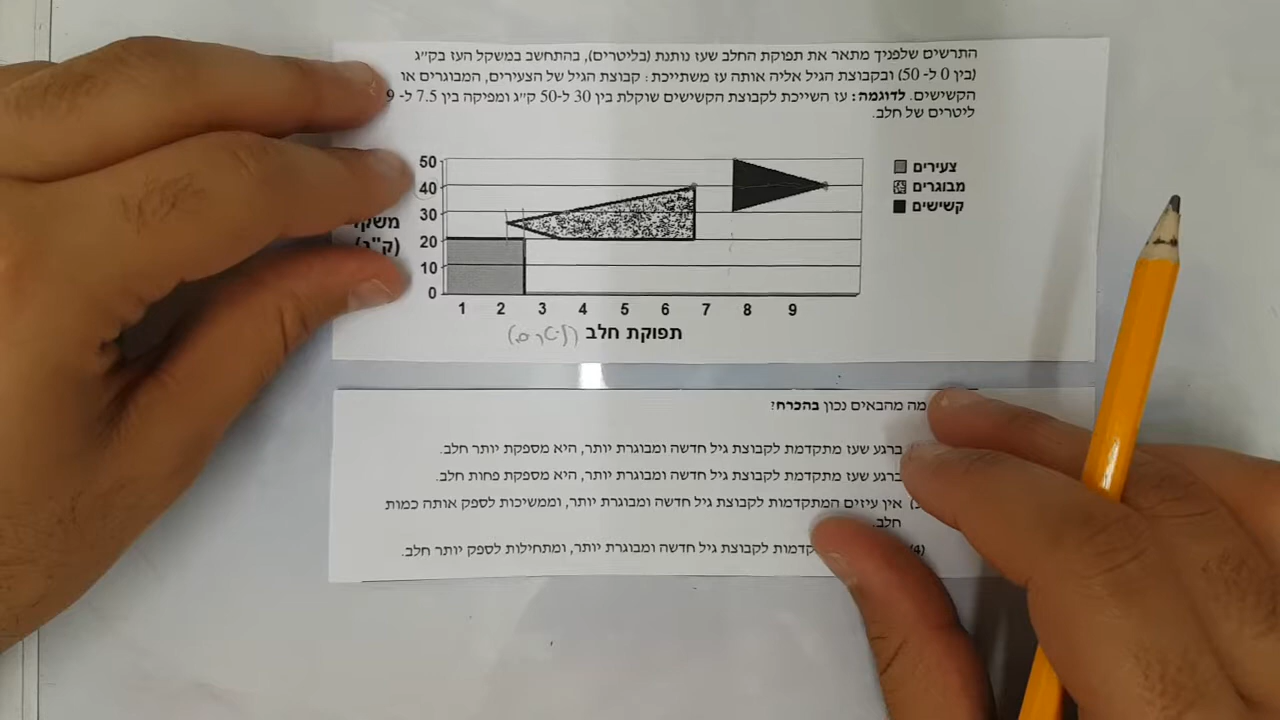 התרשים שלפניך מתאר את תפוקת החלב שעז נותנת (בליטרים), בהתחשב במשקל העז בק״ג
(בין 0 ל- 50) ובקבוצת הגיל אליה אותה עז משתייכת: קבוצת הגיל של הצעירים, המבוגרים או
הקשישים. לדוגמה: עז השייכת לקבוצת הקשישים שוקלת בין 30 ל-50 ק״ג ומפיקה בין 7.5 ל- 9
ליטרים של חלב.
50
40
30
20
10
0
(ק"ג)
1 2 3 4 5 6 7 8 9
תפוקת חלב (ליטרים)
צעירים
מבוגרים
קשישים
מה מהבאים נכון בהכרח?
ברגע שעז מתקדמת לקבוצת גיל חדשה ומבוגרת יותר, היא מספקת יותר חלב.
ברגע שעז מתקדמת לקבוצת גיל חדשה ומבוגרת יותר, היא מספקת פחות חלב.
אין עיזים המתקדמות לקבוצת גיל חדשה ומבוגרת יותר, וממשיכות לספק אותה כמות
חלב.
(4) לקבוצת גיל חדשה ומבוגרת יותר, ומתחילות לספק יותר חלב.